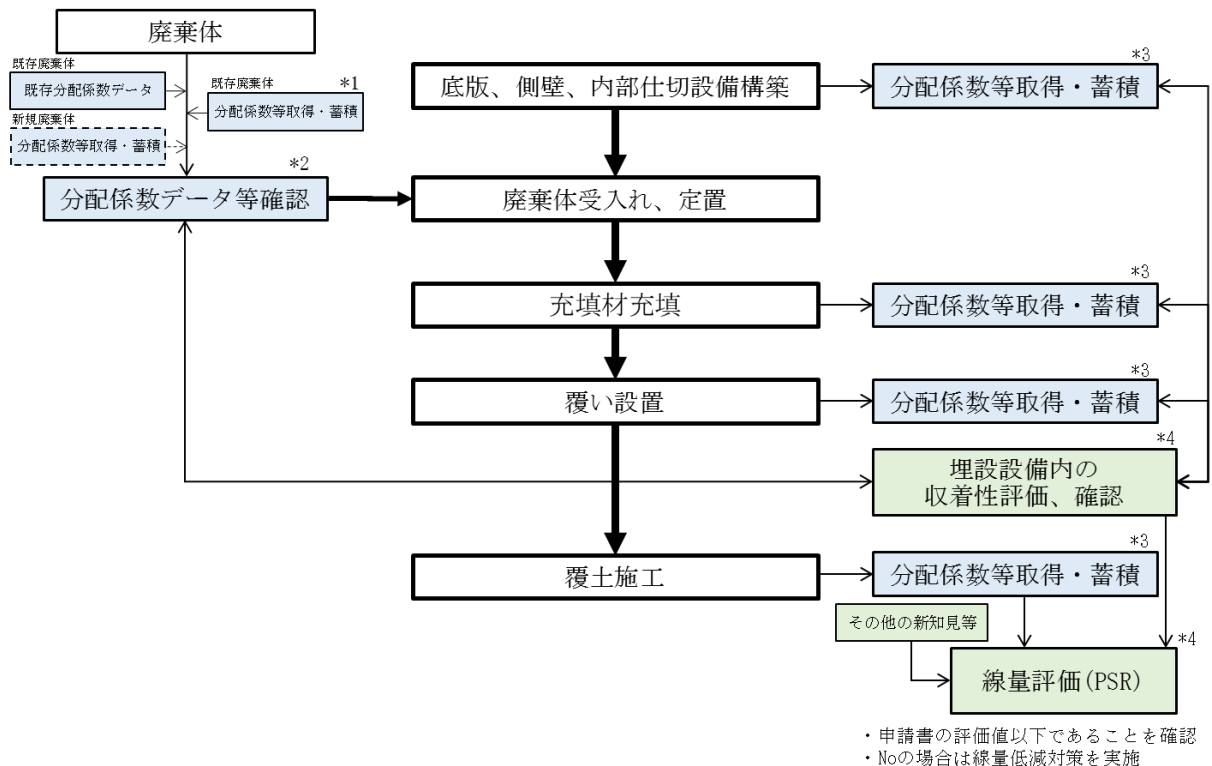 廃棄体
既存廃棄体
既存分配係数データ
既存廃棄体
*1
分配係数等取得・蓄積
新規廃棄体
分配係数等取得・蓄積
*2
分配係数データ等確認
底版、側壁、内部仕切設備構築
*3
分配係数等取得・蓄積
廃棄体受入れ、定置
充填材充填
*3
分配係数等取得・蓄積
覆い設置
*3
分配係数等取得・蓄積
*4
埋設設備内の
収着性評価、確認
覆土施工
*3
分配係数等取得・蓄積
その他の新知見等
*4
線量評価(PSR)
・申請書の評価値以下であることを確認
・Noの場合は線量低減対策を実施